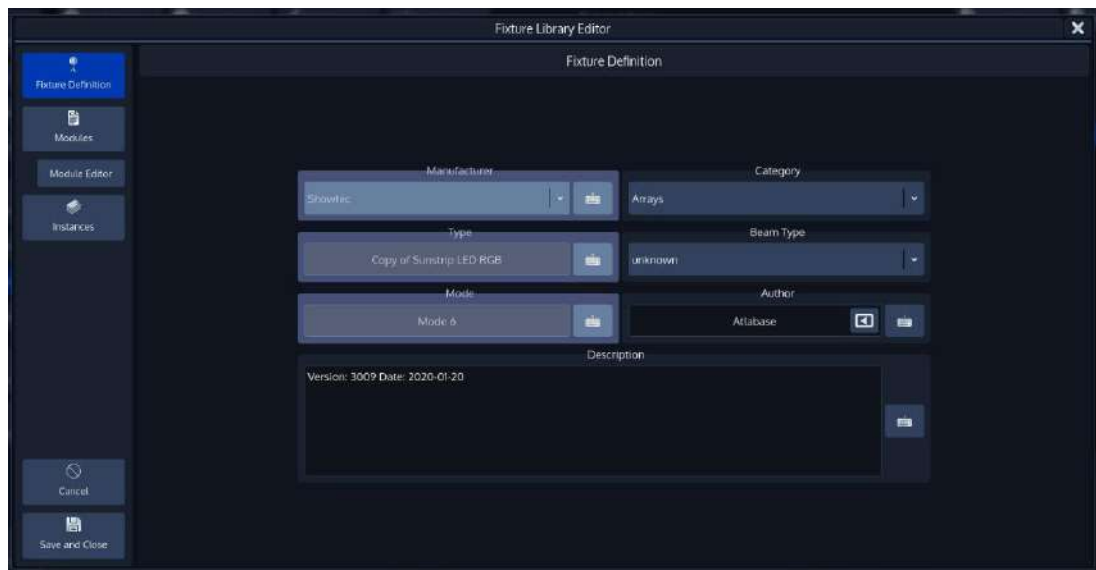 Fixture Library Editor
Fixture Definition
Fixture Definition
Modules
Module Editor
Instances
Cancel
Save and Close
Manufacturer
Showtec
Category
Arrays
Type
Copy of Sunstrip LED RGB
Beam Type
unknown
Mode
Mode 6
Author
Atlabase
Description
Version: 3009 Date: 2020-01-20